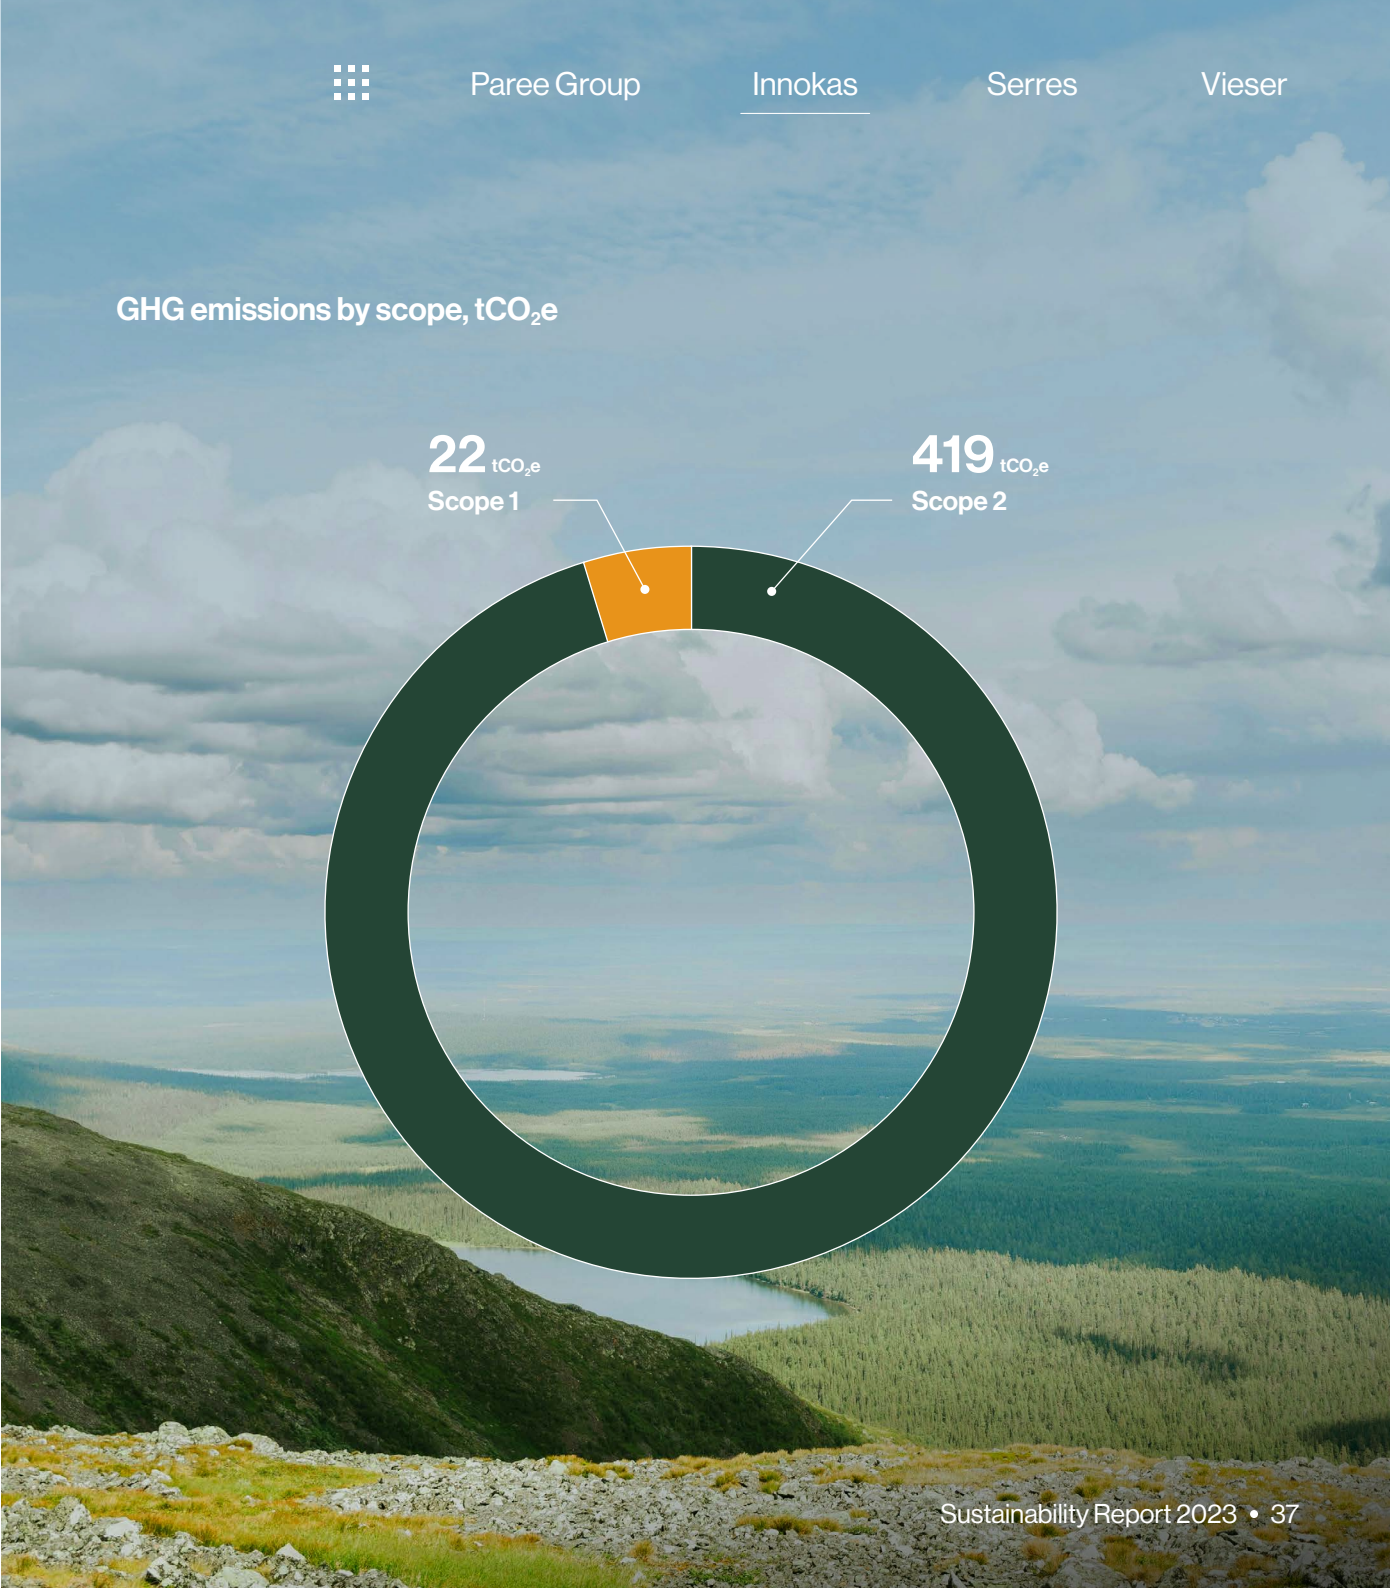 Paree Group Innokas Serres Vieser
GHG emissions by scope, tCO₂e
22 tCO₂e
Scope 1
419 tCO₂e
Scope 2
Sustainability Report 2023 • 37